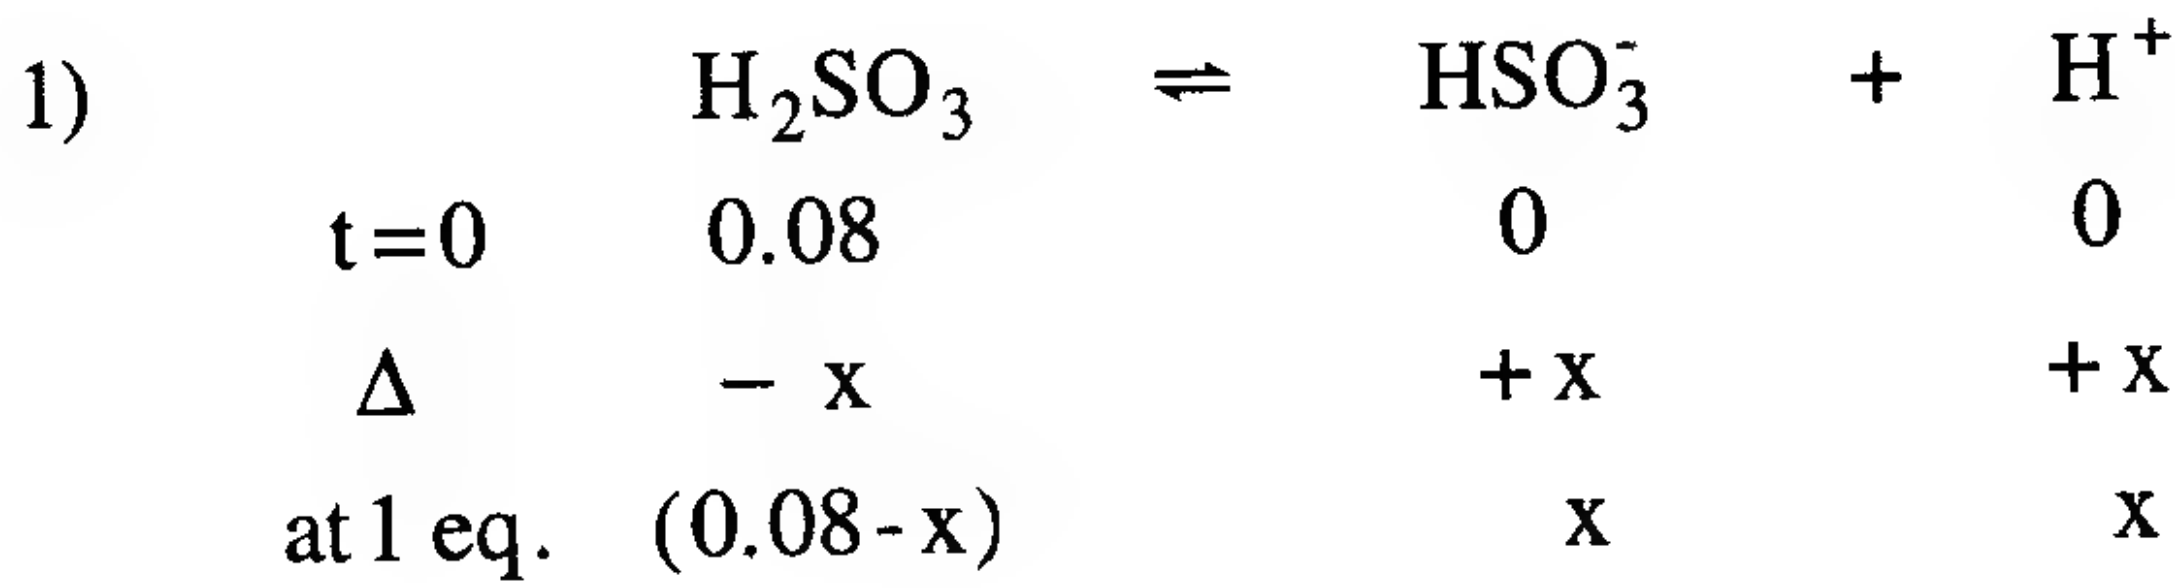 1) H₂SO₃ ⇌ HSO₃⁻ + H⁺
t=0 0.08 0 0
Δ – x +x +x
at 1 eq. (0.08-x) x x